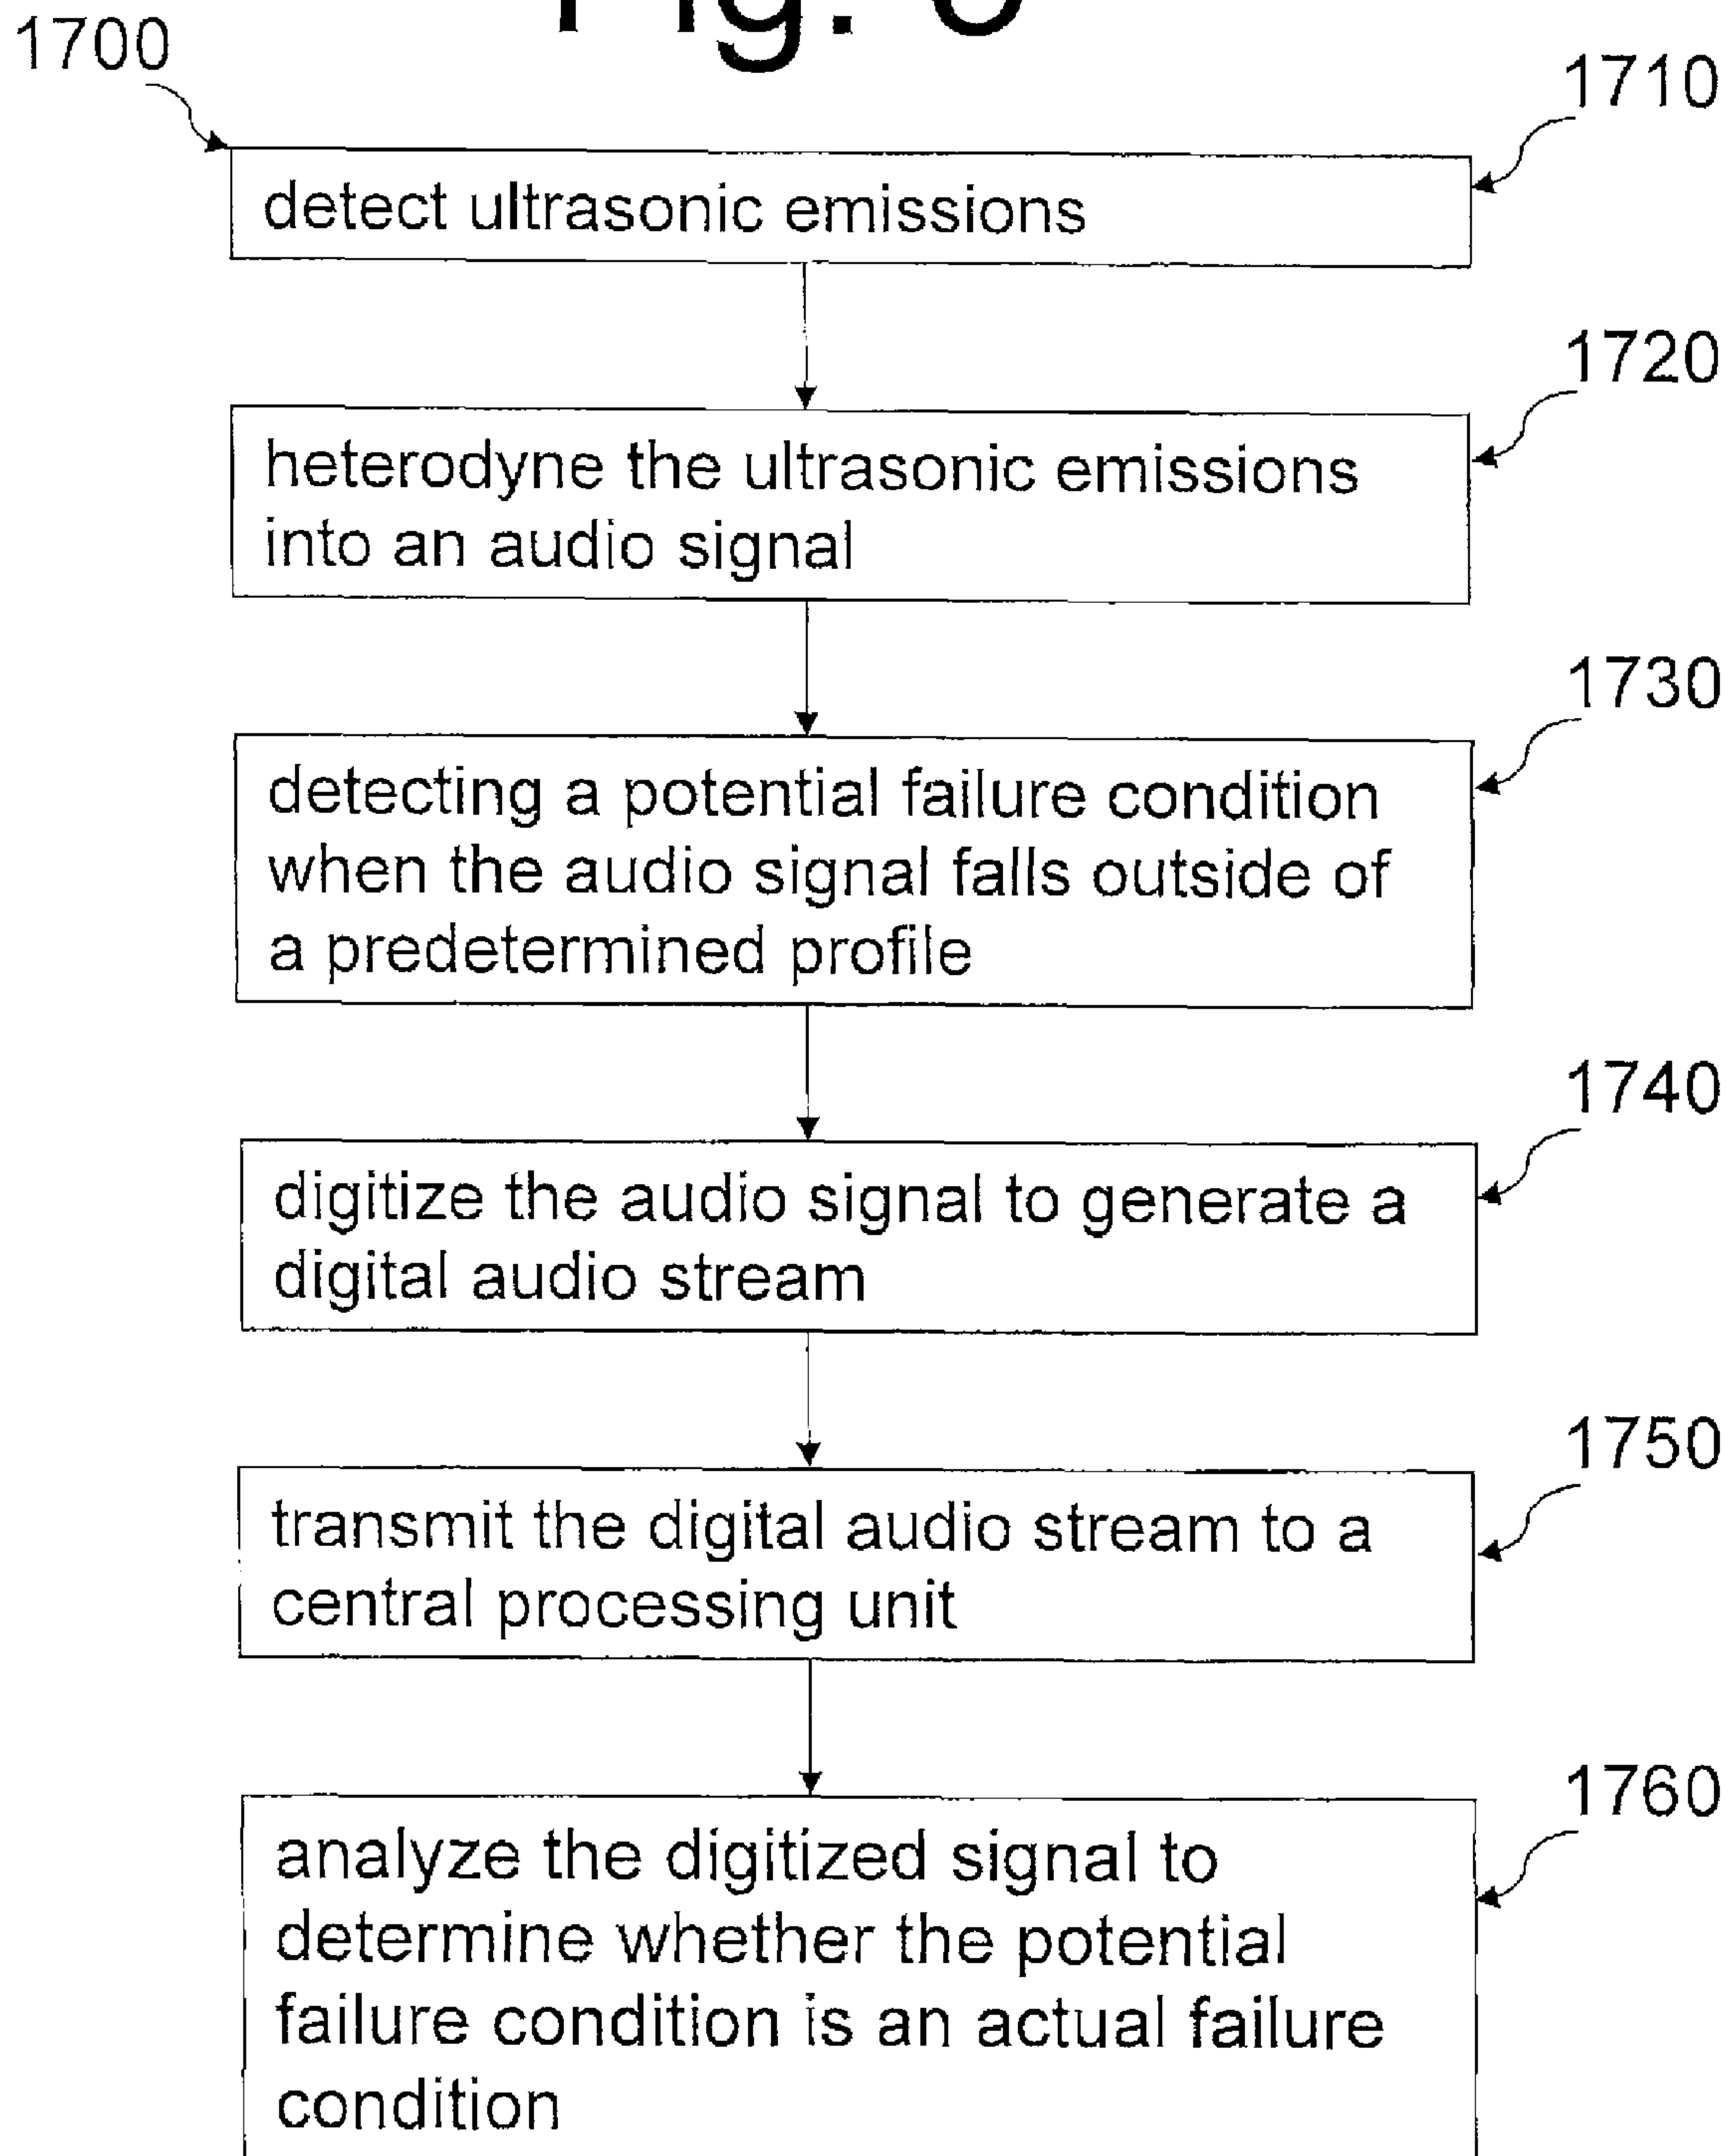 1700
1710
detect ultrasonic emissions
1720
heterodyne the ultrasonic emissions
into an audio signal
1730
detecting a potential failure condition
when the audio signal falls outside of
a predetermined profile
1740
digitize the audio signal to generate a
digital audio stream
1750
transmit the digital audio stream to a
central processing unit
1760
analyze the digitized signal to
determine whether the potential
failure condition is an actual failure
condition